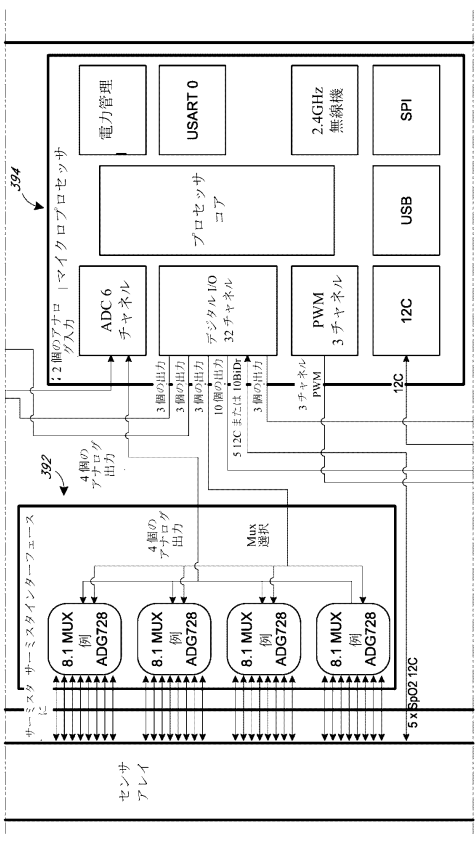 394
マイクロプロセッサ
2個のアナロ
グ入力
ADC 6
チャネル
電力管理
USART 0
プロセッサ
コア
デジタル I/O
32 チャネル
2.4GHz
無線機
PWM
3 チャネル
SPI
USB
12C
3 個の出力
3 個の出力
3 個の出力
10 個の出力
5 12C または 10BiDr
3 個の出力
3 チャネル
PWM
12C
4 個の
アナログ
出力
392
サーミスタ サーミスタインターフェース
に
4 個の
アナログ
出力
Mux
選択
8.1 MUX
例
ADG728
8.1 MUX
例
ADG728
8.1 MUX
例
ADG728
8.1 MUX
例
ADG728
5 x SpO2 12C
センサ
アレイ